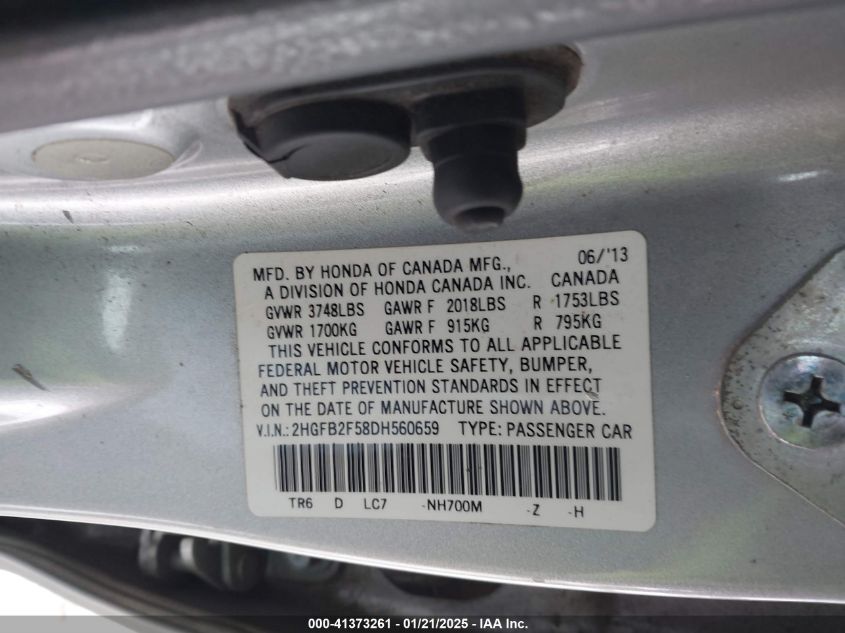 MFD. BY HONDA OF CANADA MFG., 06/'13
A DIVISION OF HONDA CANADA INC. CANADA
GVWR 3748LBS GAWR F 2018LBS R 1753LBS
GVWR 1700KG GAWR F 915KG R 795KG
THIS VEHICLE CONFORMS TO ALL APPLICABLE
FEDERAL MOTOR VEHICLE SAFETY, BUMPER,
AND THEFT PREVENTION STANDARDS IN EFFECT
ON THE DATE OF MANUFACTURE SHOWN ABOVE.
V.I.N.: 2HGFB2F58DH560659 TYPE: PASSENGER CAR
TR6 D LC7 -NH700M -Z -H
000-41373261 - 01/21/2025 - IAA Inc.